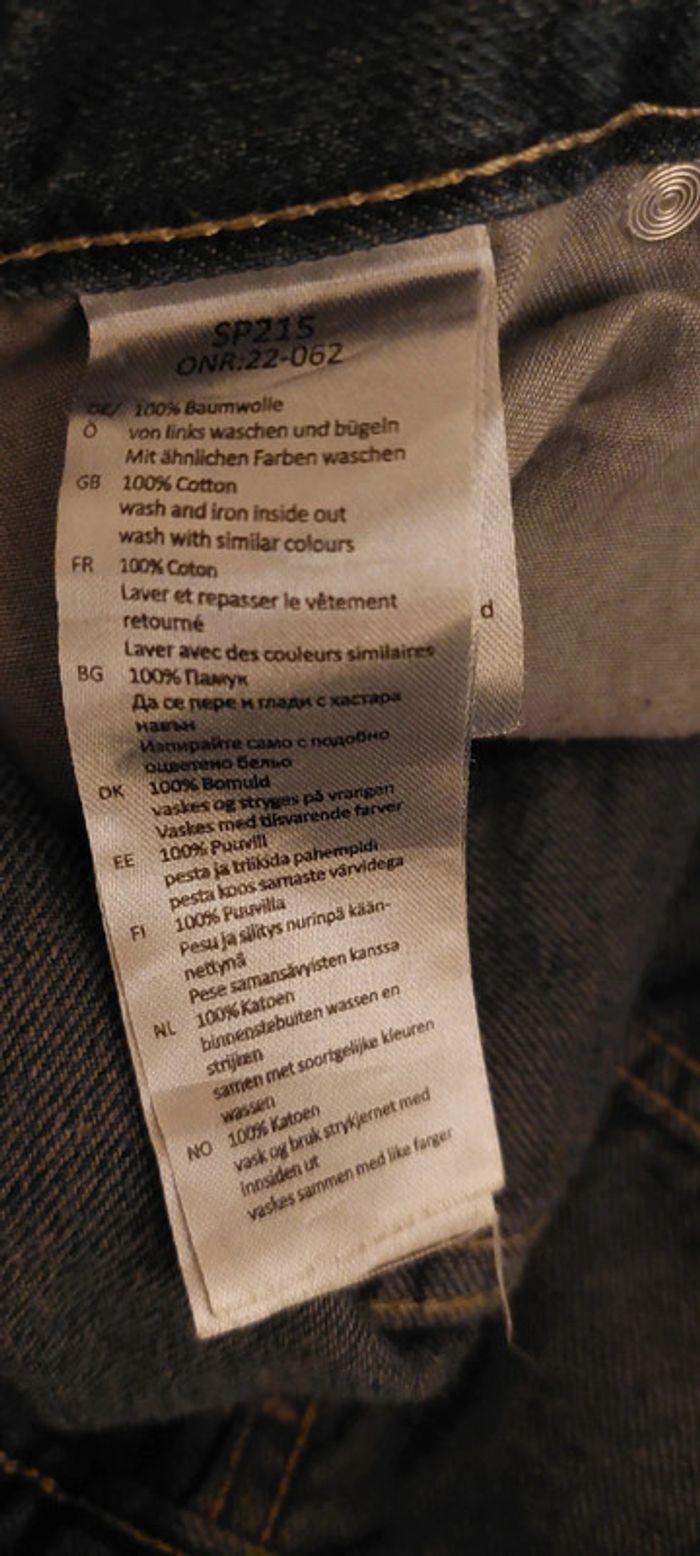 SP215
ONR:22-062
DE/ 100% Baumwolle
Ö von links waschen und bügeln
Mit ähnlichen Farben waschen
GB 100% Cotton
wash and iron inside out
wash with similar colours
FR 100% Coton
Laver et repasser le vêtement
retourné
Laver avec des couleurs similaires
d
BG 100% Памук
Да се пере и глади с хастара
навън
Изпирайте само с подобно
оцветено бельо
DK 100% Bomuld
vaskes og stryges på vrangen
Vaskes med tilsvarende farver
EE 100% Puuvill
pesta ja triikida pahempidi
pesta koos samaste värvidega
FI 100% Puuvilla
Pesu ja silitys nurinpä kään-
nettynä
Pese samansävyisten kanssa
NL 100% Katoen
binnenstebuiten wassen en
strijken
samen met soortgelijke kleuren
wassen
NO 100% Katoen
vask og bruk strykjernet med
innsiden ut
vaskes sammen med like farger